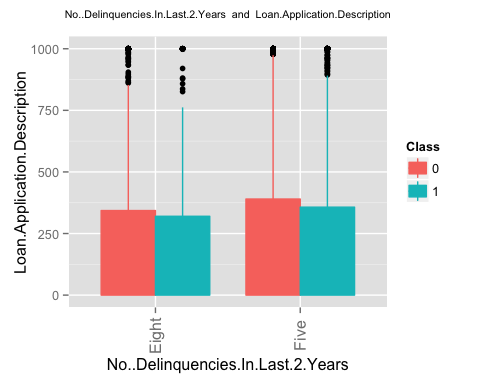 No..Delinquencies.In.Last.2.Years and Loan.Application.Description
1000
750
500
250
0
Loan.Application.Description
Eight
Five
No..Delinquencies.In.Last.2.Years
Class
0
1